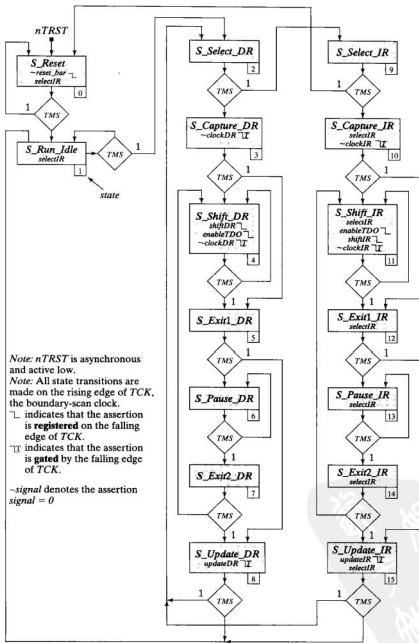 nTRST
S_Reset
~reset_bar
selectIR
0
1
TMS
S_Run_Idle
selectIR
1
TMS
1
state
S_Select_DR
2
TMS
1
S_Capture_DR
~clockDR
3
TMS
1
S_Shift_DR
shiftDR
enableTDO
~clockDR
4
TMS
1
S_Exit1_DR
5
TMS
1
S_Pause_DR
6
TMS
1
S_Exit2_DR
7
TMS
1
S_Update_DR
updateDR
8
1
TMS
S_Select_IR
9
TMS
1
S_Capture_IR
selectIR
~clockIR
10
TMS
1
S_Shift_IR
selectIR
enableTDO
shiftIR
~clockIR
11
TMS
1
S_Exit1_IR
selectIR
12
TMS
1
S_Pause_IR
selectIR
13
TMS
1
S_Exit2_IR
selectIR
14
TMS
1
S_Update_IR
updateIR
selectIR
15
1
TMS
Note: nTRST is asynchronous
and active low.
Note: All state transitions are
made on the rising edge of TCK,
the boundary-scan clock.
indicates that the assertion
is registered on the falling
edge of TCK.
indicates that the assertion
is gated by the falling edge
of TCK.
~signal denotes the assertion
signal = 0